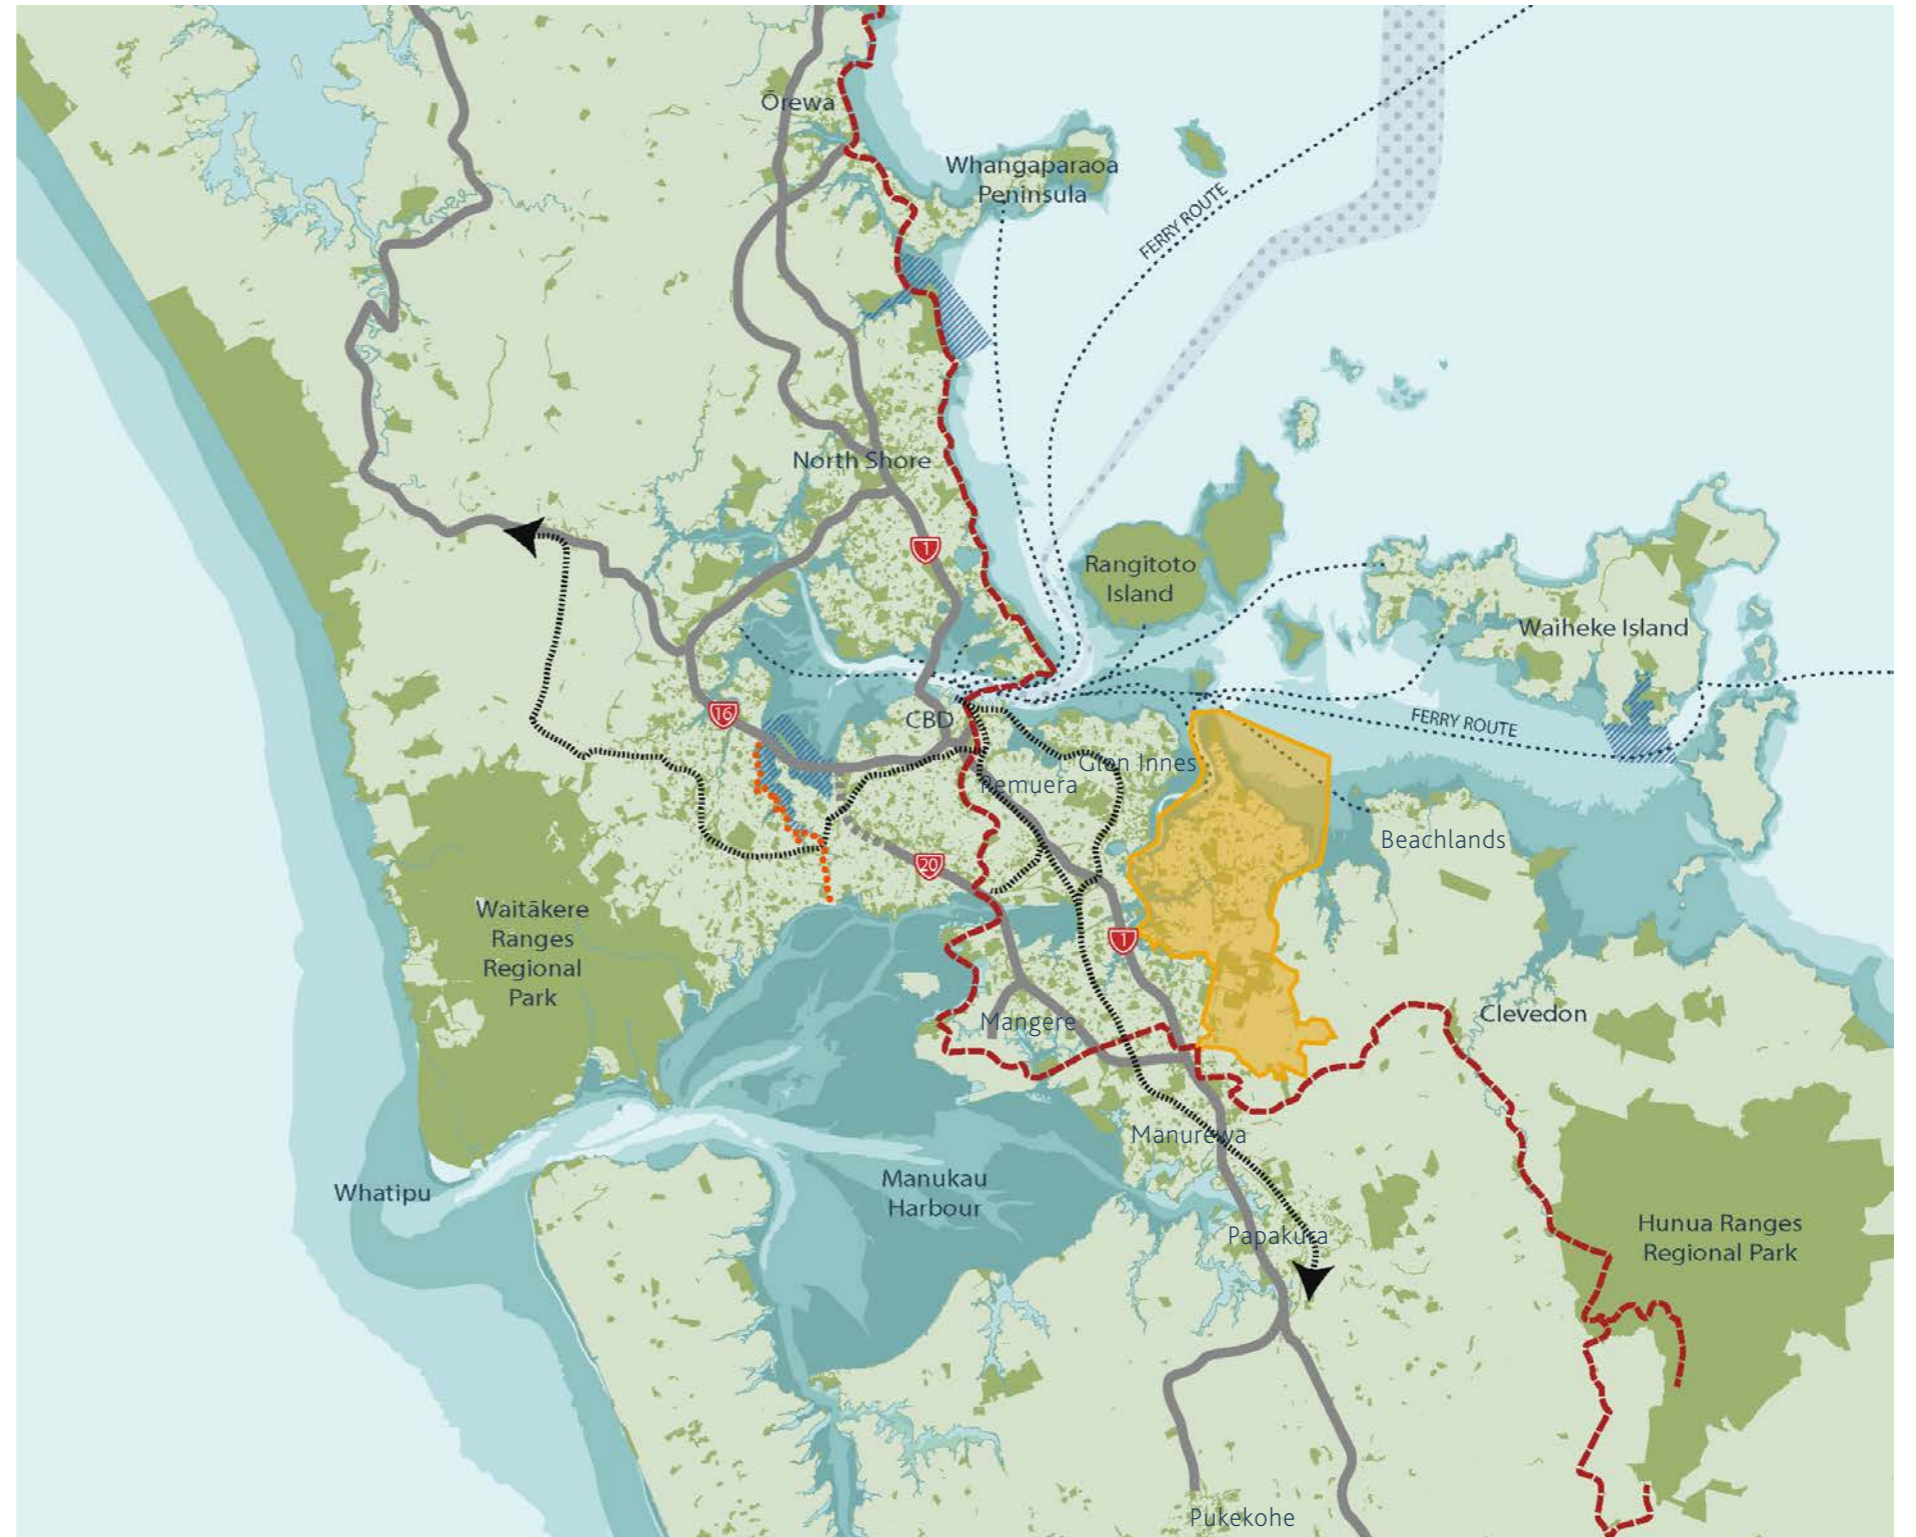 Ōrewa
Whangaparaoa
Peninsula
FERRY ROUTE
North Shore
1
Rangitoto
Island
Waiheke Island
16
CBD
FERRY ROUTE
Glen Innes
Remuera
Beachlands
20
Waitākere
Ranges
Regional
Park
1
Mangere
Clevedon
Manurewa
Whatipu
Manukau
Harbour
Papakura
Hunua Ranges
Regional Park
Pukekohe